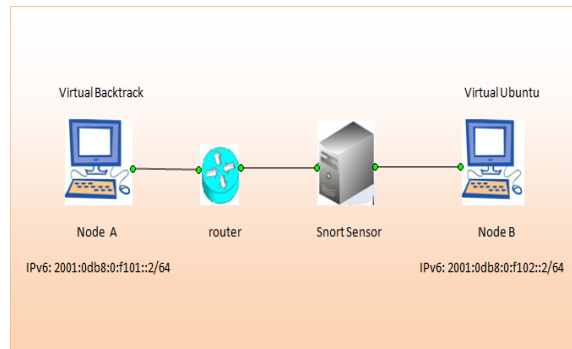 Virtual Backtrack
Virtual Ubuntu
Node A
router
Snort Sensor
Node B
IPv6: 2001:0db8:0:f101::2/64
IPv6: 2001:0db8:0:f102::2/64